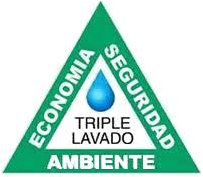 ECONOMIA
SEGURIDAD
TRIPLE
LAVADO
AMBIENTE